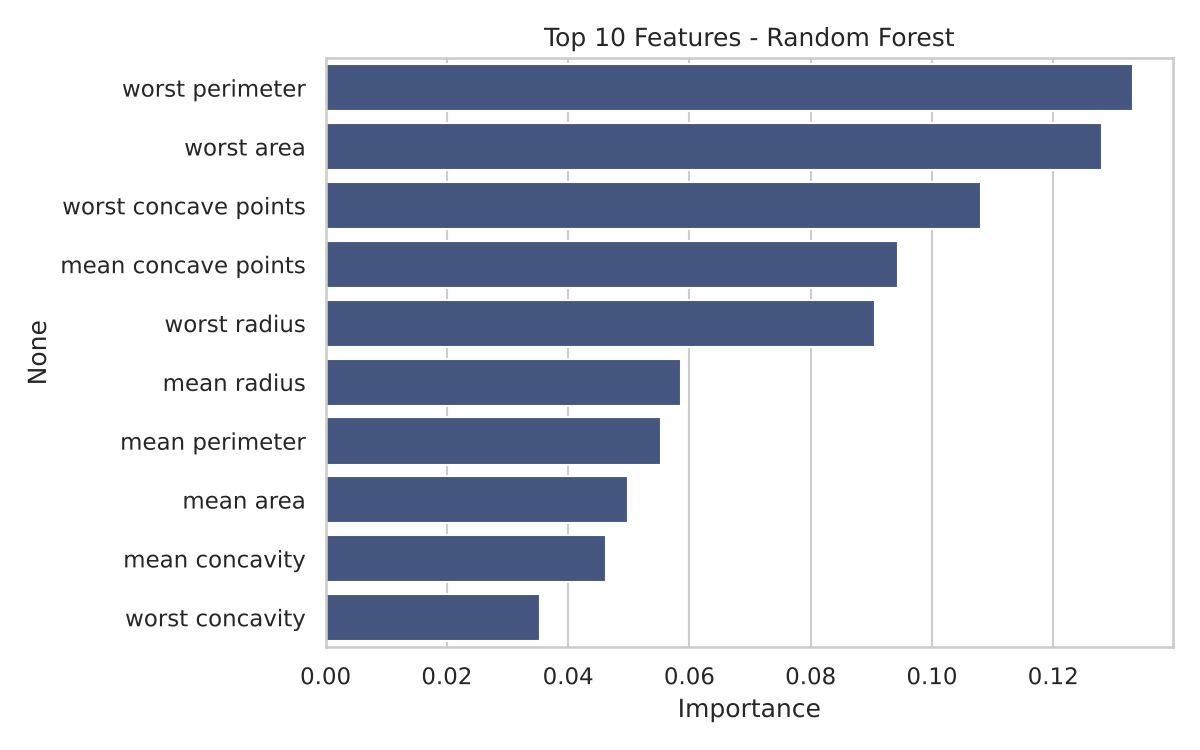 Top 10 Features - Random Forest
worst perimeter
worst area
worst concave points
mean concave points
worst radius
mean radius
mean perimeter
mean area
mean concavity
worst concavity
None
0.00 0.02 0.04 0.06 0.08 0.10 0.12
Importance